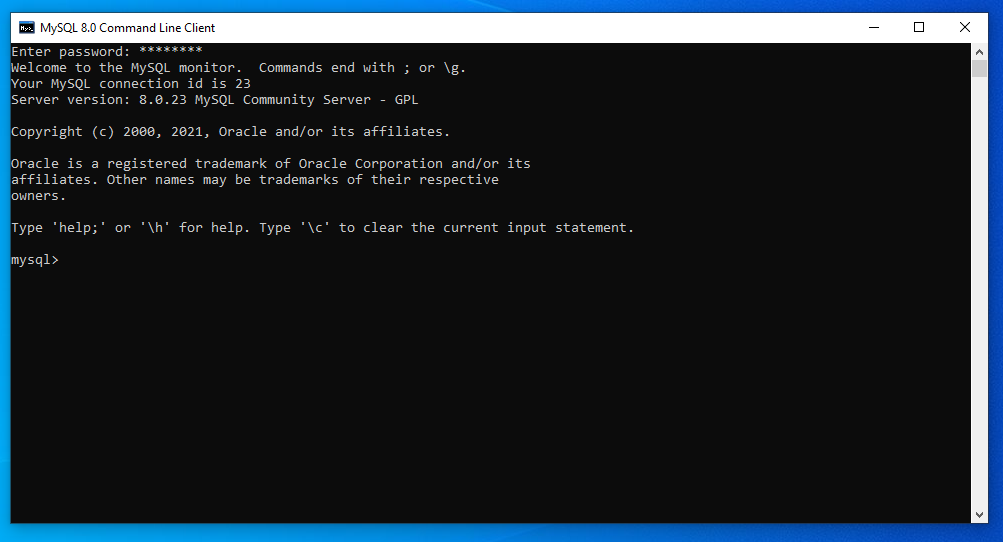 MySQL 8.0 Command Line Client
Enter password: ********
Welcome to the MySQL monitor.  Commands end with ; or \g.
Your MySQL connection id is 23
Server version: 8.0.23 MySQL Community Server - GPL

Copyright (c) 2000, 2021, Oracle and/or its affiliates.

Oracle is a registered trademark of Oracle Corporation and/or its
affiliates. Other names may be trademarks of their respective
owners.

Type 'help;' or '\h' for help. Type '\c' to clear the current input statement.

mysql>